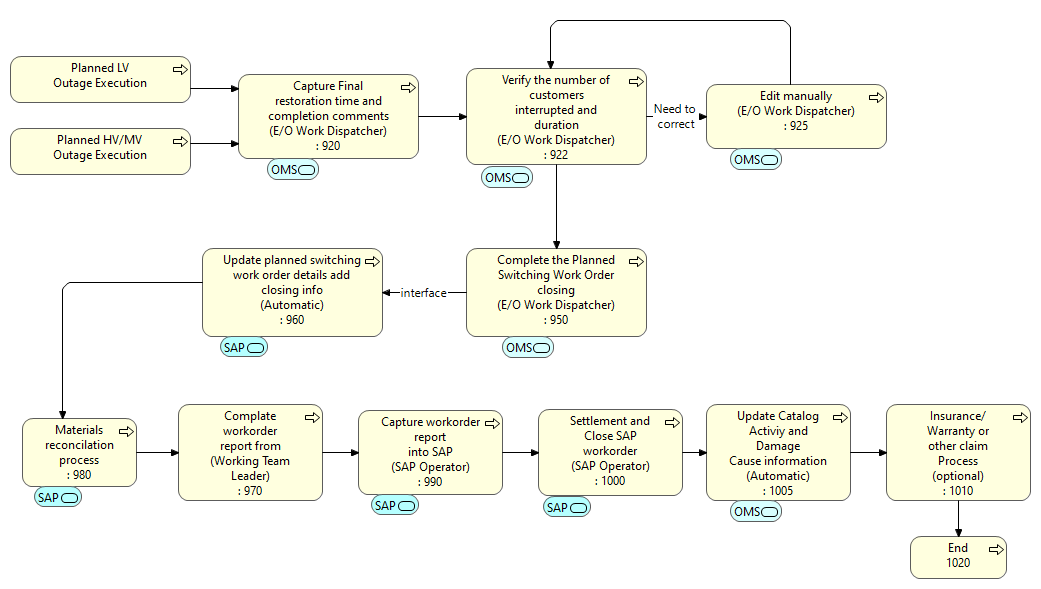 Planned LV
Outage Execution
Planned HV/MV
Outage Execution
Capture Final
restoration time and
completion comments
(E/O Work Dispatcher)
: 920
OMS
Verify the number of
customers
interrupted and
duration
(E/O Work Dispatcher)
: 922
OMS
Need to
correct
Edit manually
(E/O Work Dispatcher)
: 925
OMS
Complete the Planned
Switching Work Order
closing
(E/O Work Dispatcher)
: 950
OMS
interface
Update planned switching
work order details add
closing info
(Automatic)
: 960
SAP
Materials
reconcilation
process
: 980
SAP
Complate
workorder
report from
(Working Team
Leader)
: 970
Capture workorder
report
into SAP
(SAP Operator)
: 990
SAP
Settlement and
Close SAP
workorder
(SAP Operator)
: 1000
SAP
Update Catalog
Activiy and
Damage
Cause information
(Automatic)
: 1005
OMS
Insurance/
Warranty or
other claim
Process
(optional)
: 1010
End
1020